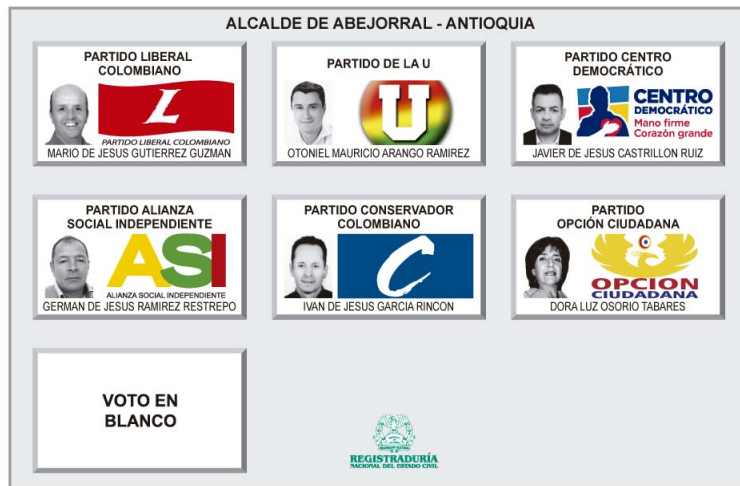 ALCALDE DE ABEJORRAL - ANTIOQUIA
PARTIDO LIBERAL
COLOMBIANO
L
PARTIDO LIBERAL COLOMBIANO
MARIO DE JESUS GUTIERREZ GUZMAN
PARTIDO DE LA U
U
OTONIEL MAURICIO ARANGO RAMIREZ
PARTIDO CENTRO
DEMOCRÁTICO
CENTRO
DEMOCRÁTICO
Mano firme
Corazón grande
JAVIER DE JESUS CASTRILLON RUIZ
PARTIDO ALIANZA
SOCIAL INDEPENDIENTE
ASI
ALIANZA SOCIAL INDEPENDIENTE
GERMAN DE JESUS RAMIREZ RESTREPO
PARTIDO CONSERVADOR
COLOMBIANO
C
IVAN DE JESUS GARCIA RINCON
PARTIDO
OPCIÓN CIUDADANA
OPCION
CIUDADANA
DORA LUZ OSORIO TABARES
VOTO EN
BLANCO
REGISTRADURÍA
NACIONAL DEL ESTADO CIVIL